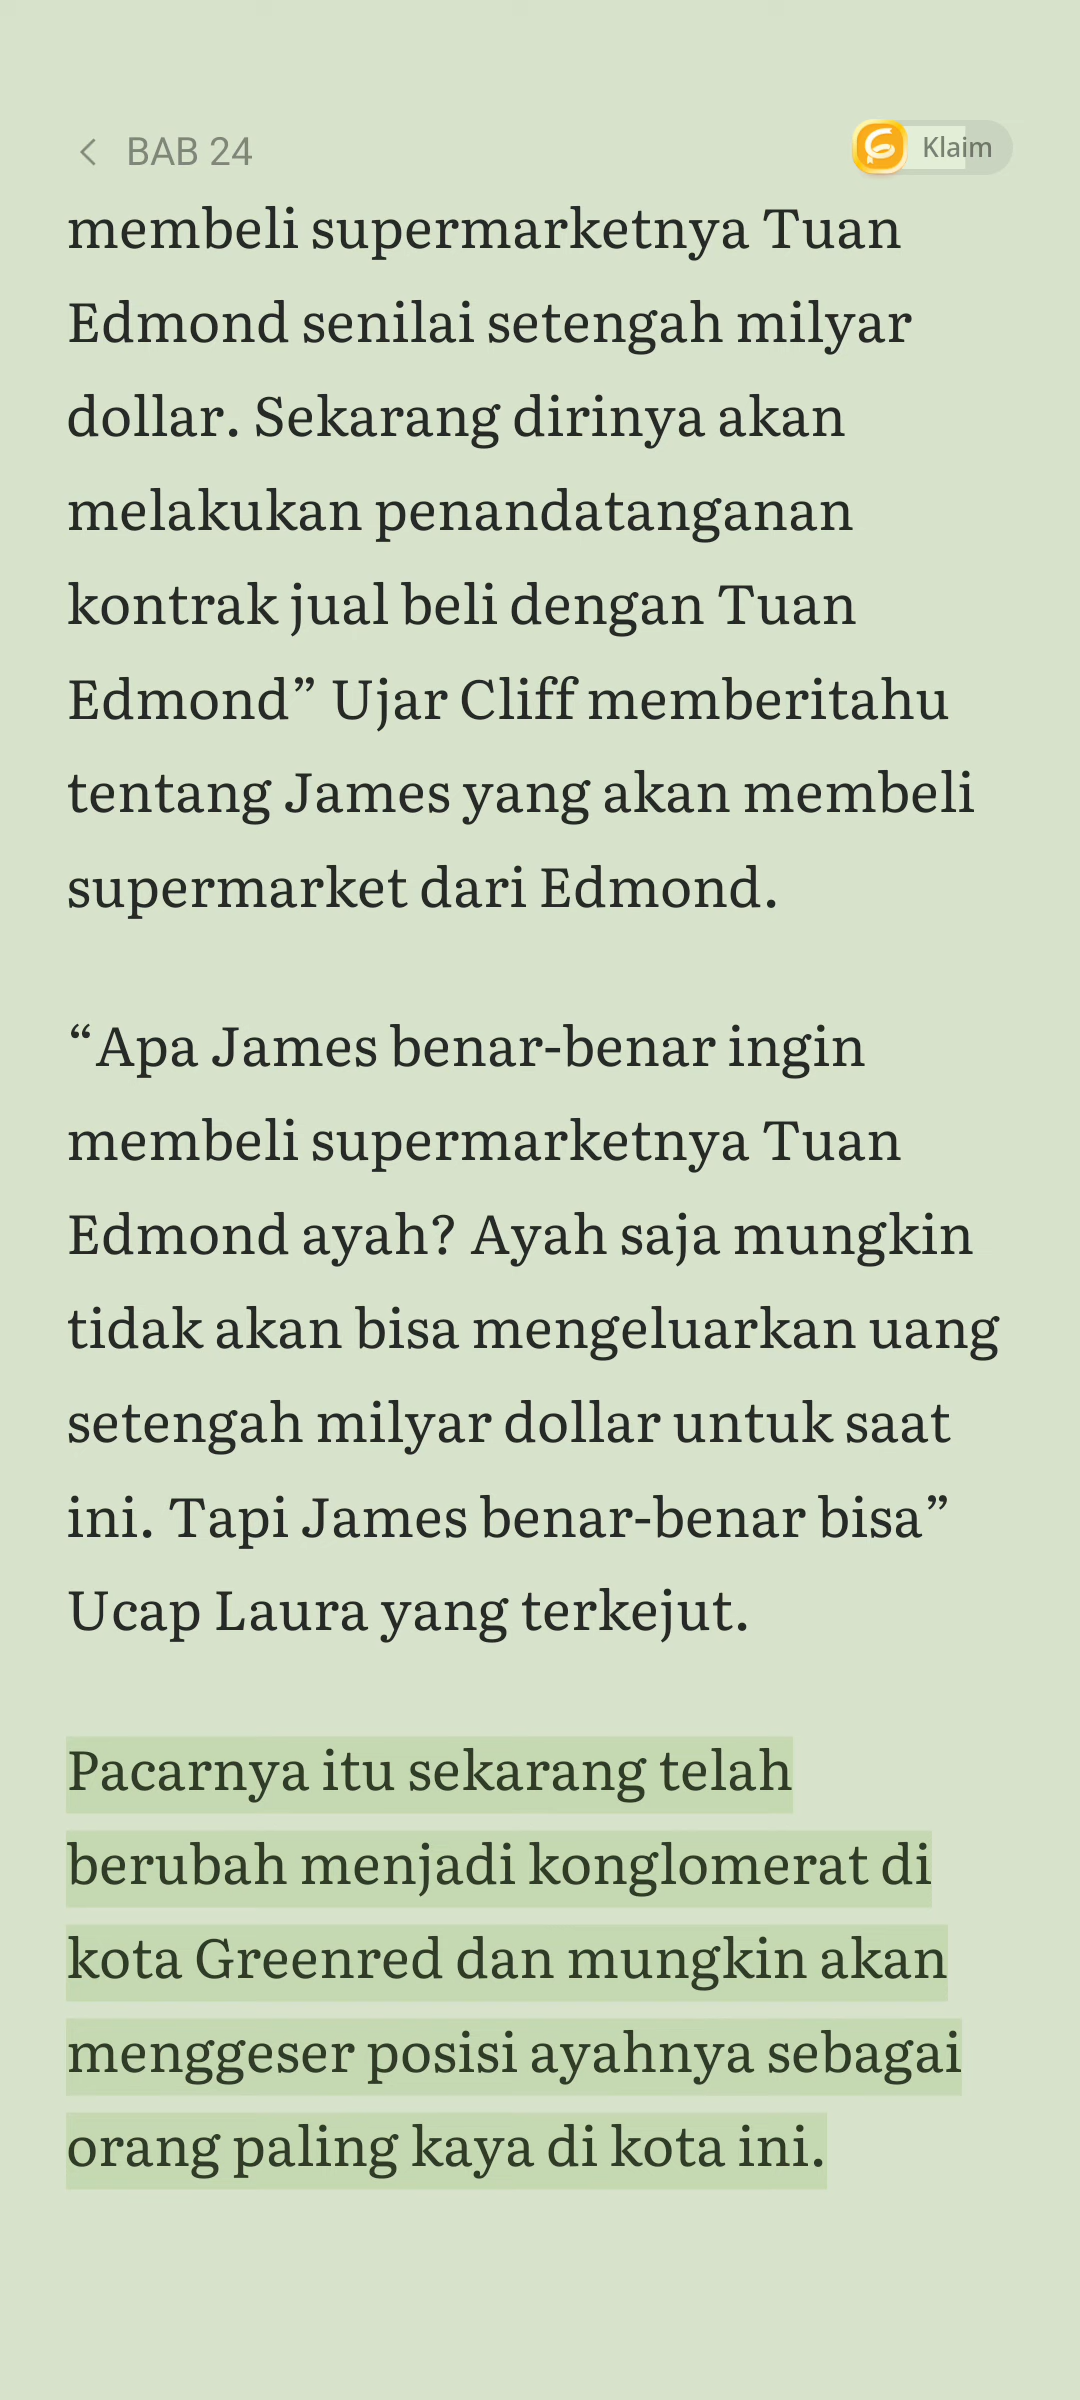 BAB 24
Klaim
membeli supermarketnya Tuan
Edmond senilai setengah milyar
dollar. Sekarang dirinya akan
melakukan penandatanganan
kontrak jual beli dengan Tuan
Edmond” Ujar Cliff memberitahu
tentang James yang akan membeli
supermarket dari Edmond.
“Apa James benar-benar ingin
membeli supermarketnya Tuan
Edmond ayah? Ayah saja mungkin
tidak akan bisa mengeluarkan uang
setengah milyar dollar untuk saat
ini. Tapi James benar-benar bisa”
Ucap Laura yang terkejut.
Pacarnya itu sekarang telah
berubah menjadi konglomerat di
kota Greenred dan mungkin akan
menggeser posisi ayahnya sebagai
orang paling kaya di kota ini.